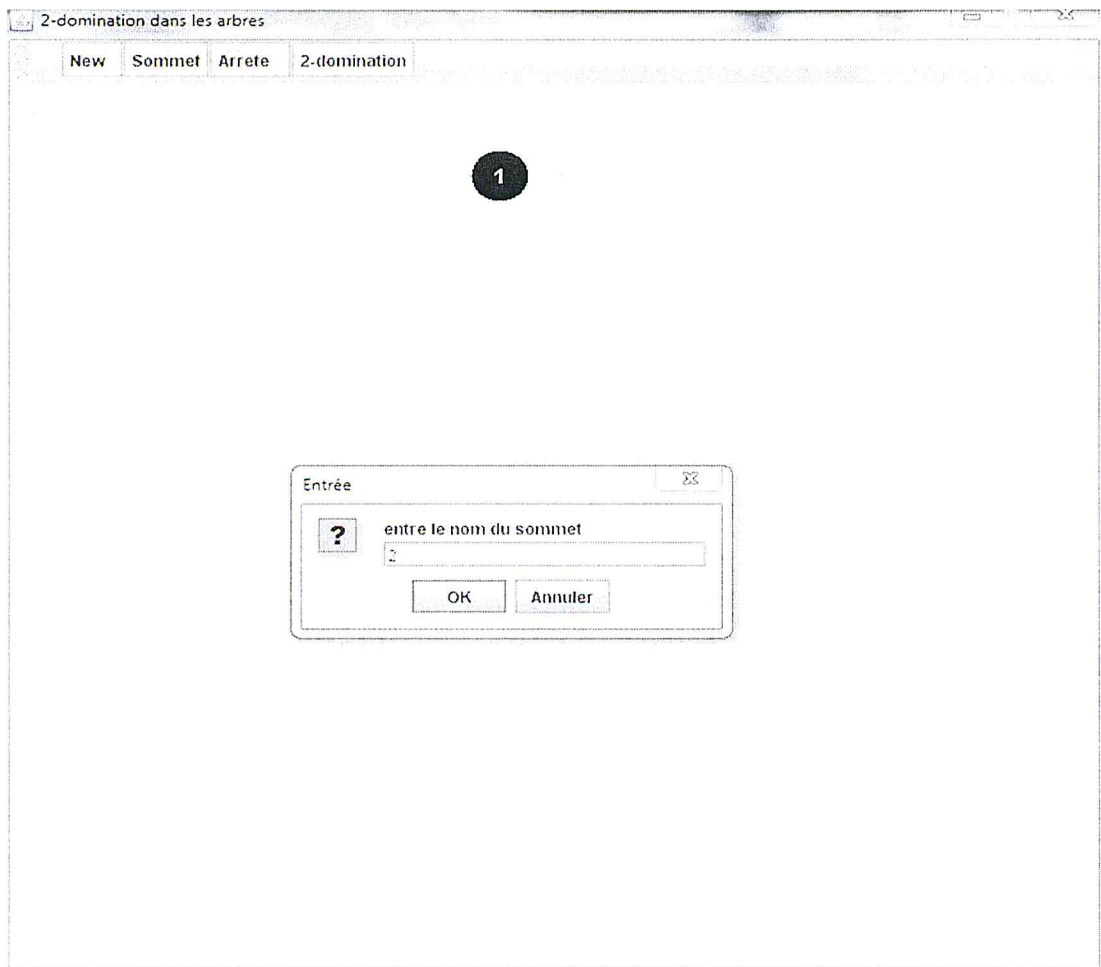 2-domination dans les arbres
New Sommet Arrete 2-domination
1
Entrée
? entre le nom du sommet
2
OK Annuler